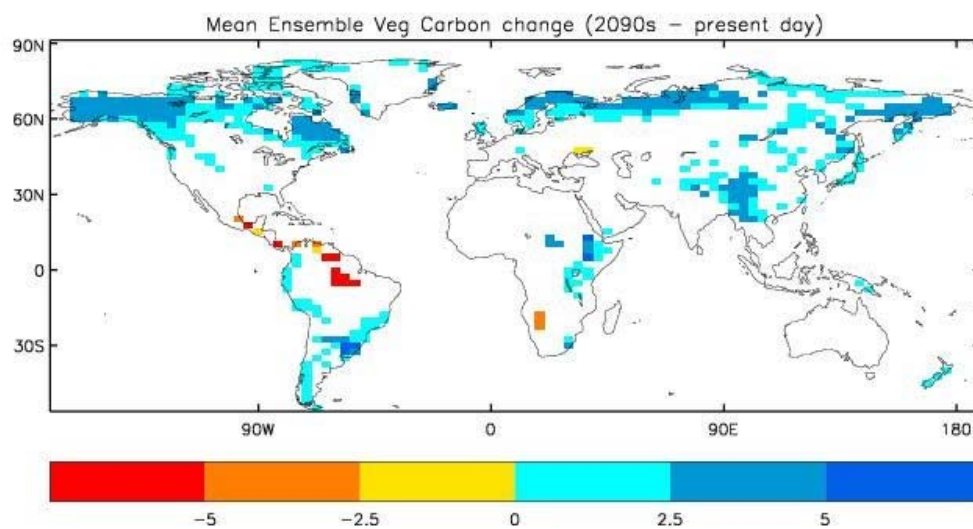 Mean Ensemble Veg Carbon change (2090s − present day)
90N
60N
30N
0
30S
90W 0 90E 180
−5 −2.5 0 2.5 5